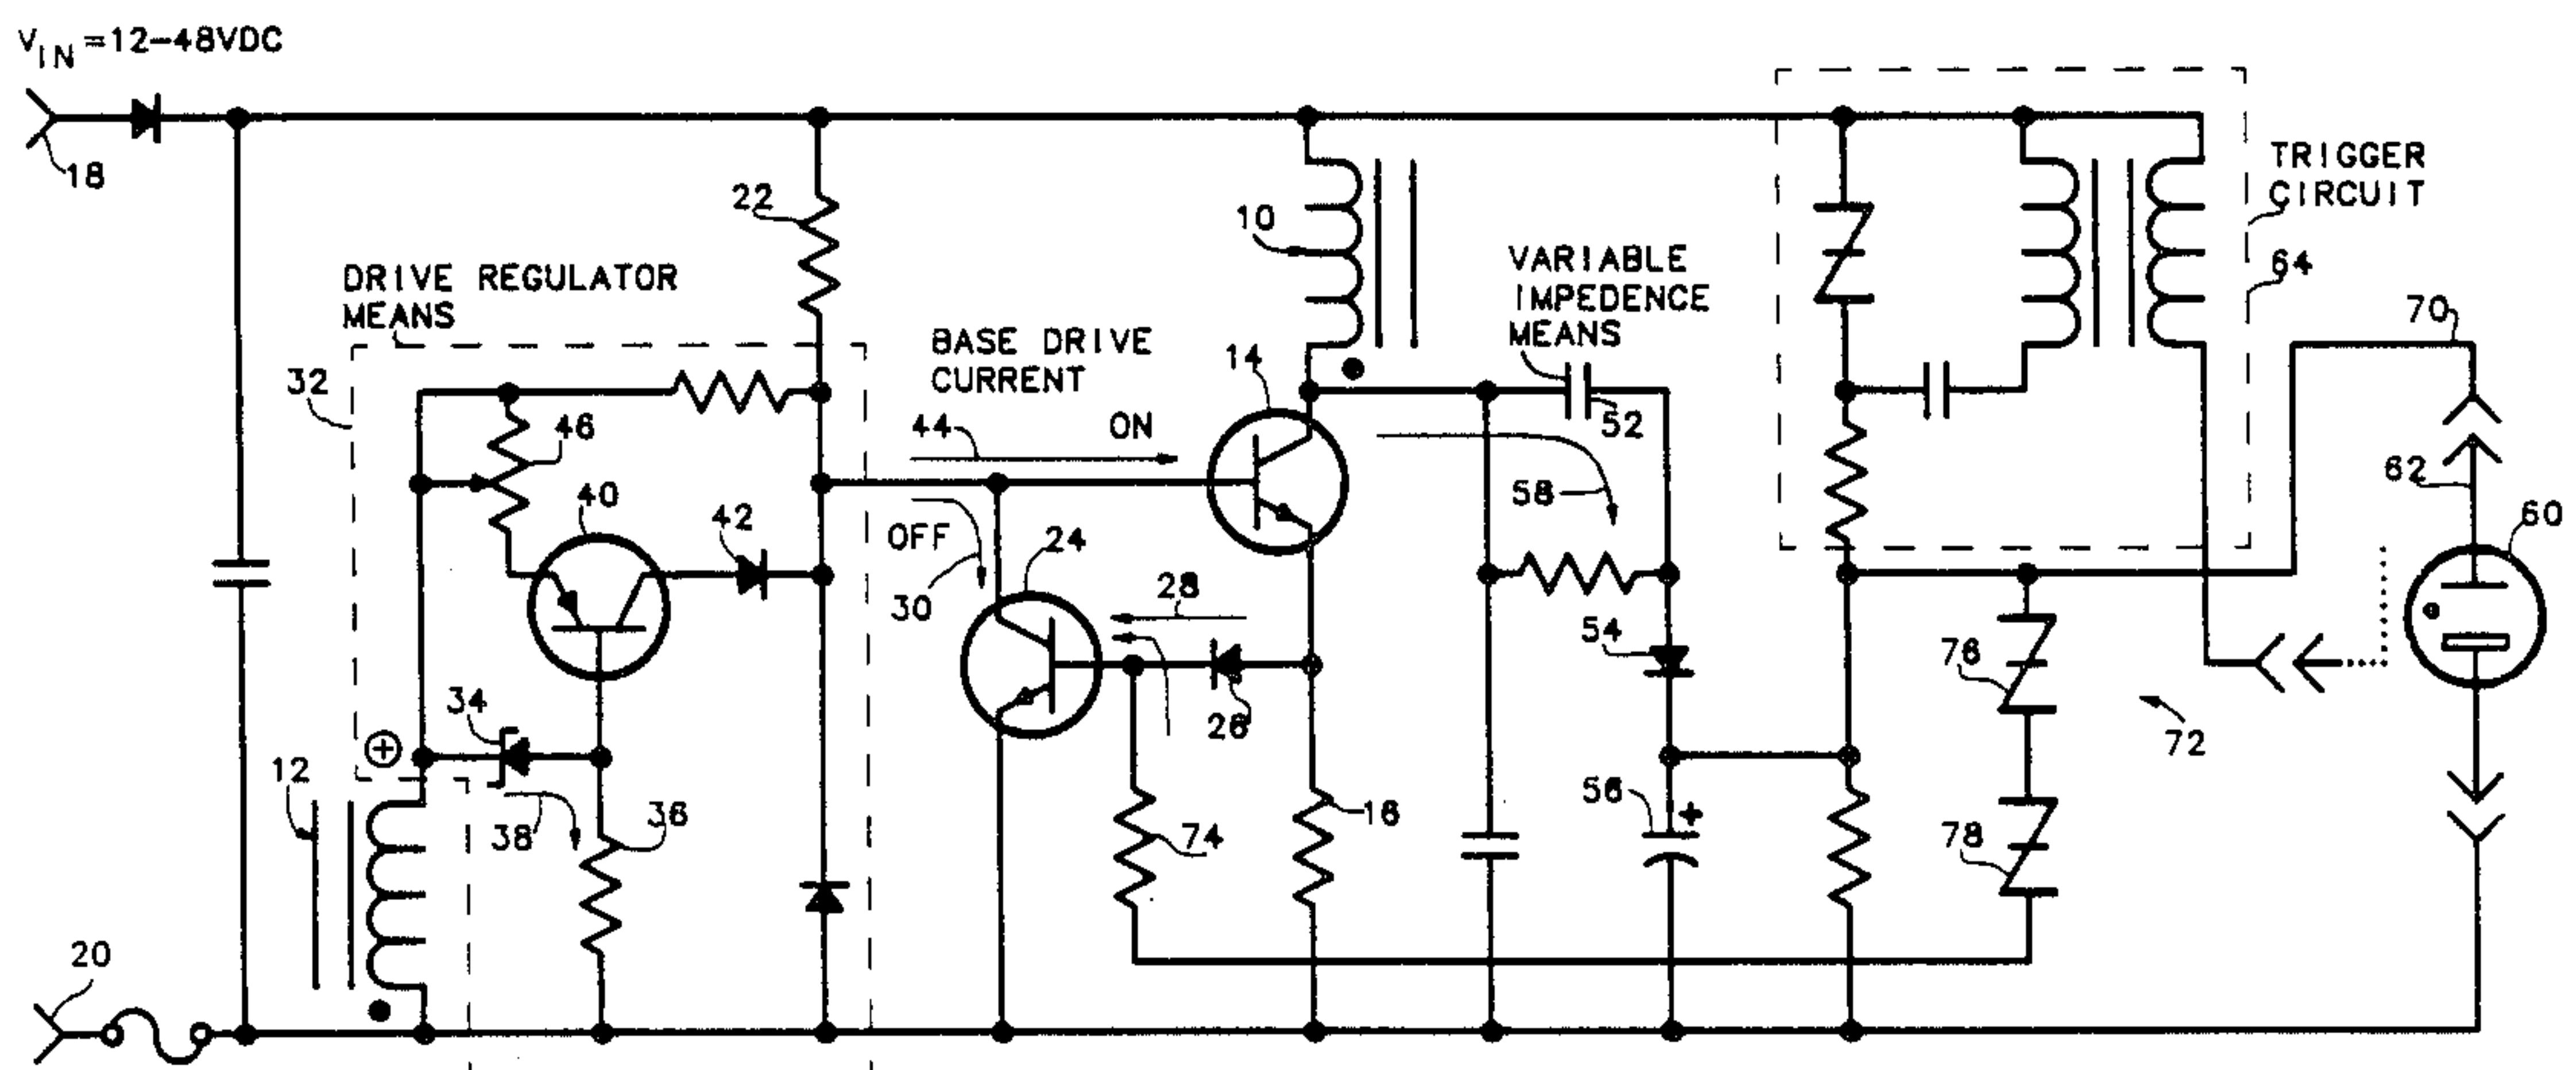 V IN =12-48VDC
18
22
10
TRIGGER
CIRCUIT
64
DRIVE REGULATOR
MEANS
VARIABLE
IMPEDENCE
MEANS
70
32
BASE DRIVE
CURRENT
14
46
44
ON
52
40
58
62
42
OFF
24
60
30
28
54
76
34
26
72
+
12
38
36
56
+
16
74
78
20